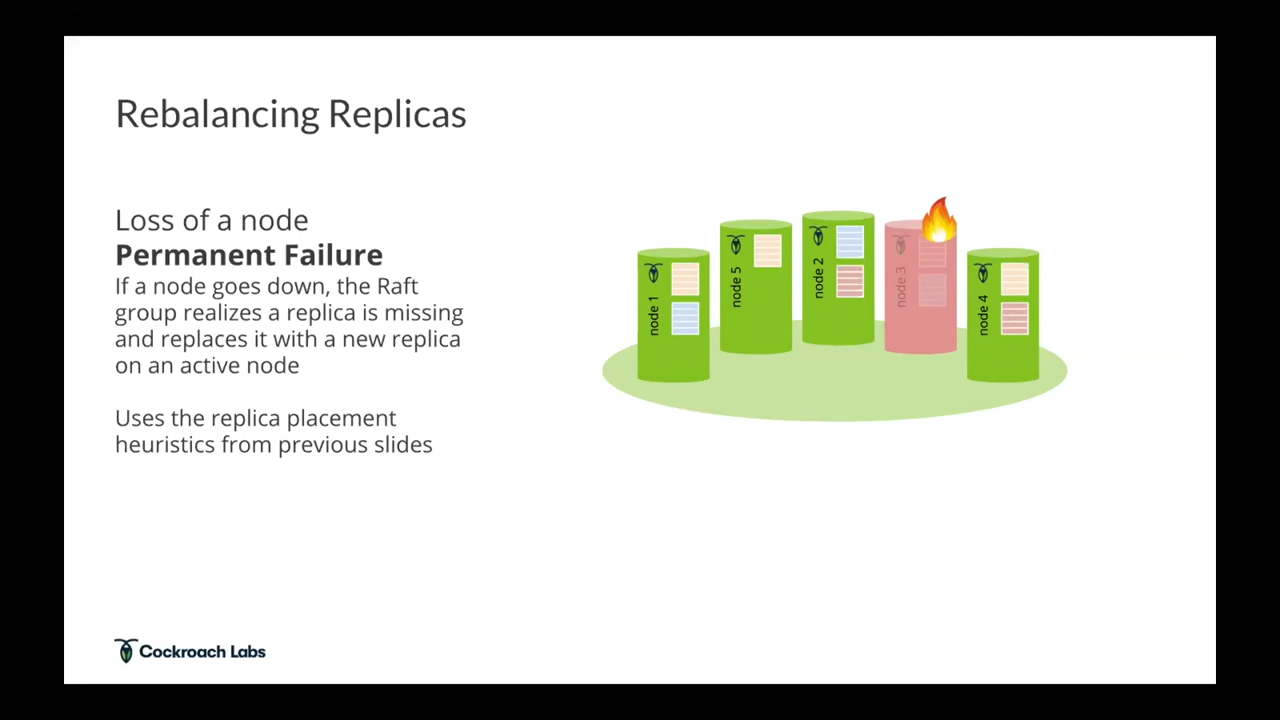 Rebalancing Replicas
Loss of a node
Permanent Failure
If a node goes down, the Raft
group realizes a replica is missing
and replaces it with a new replica
on an active node
Uses the replica placement
heuristics from previous slides
node 1
node 5
node 2
node 3
node 4
Cockroach Labs